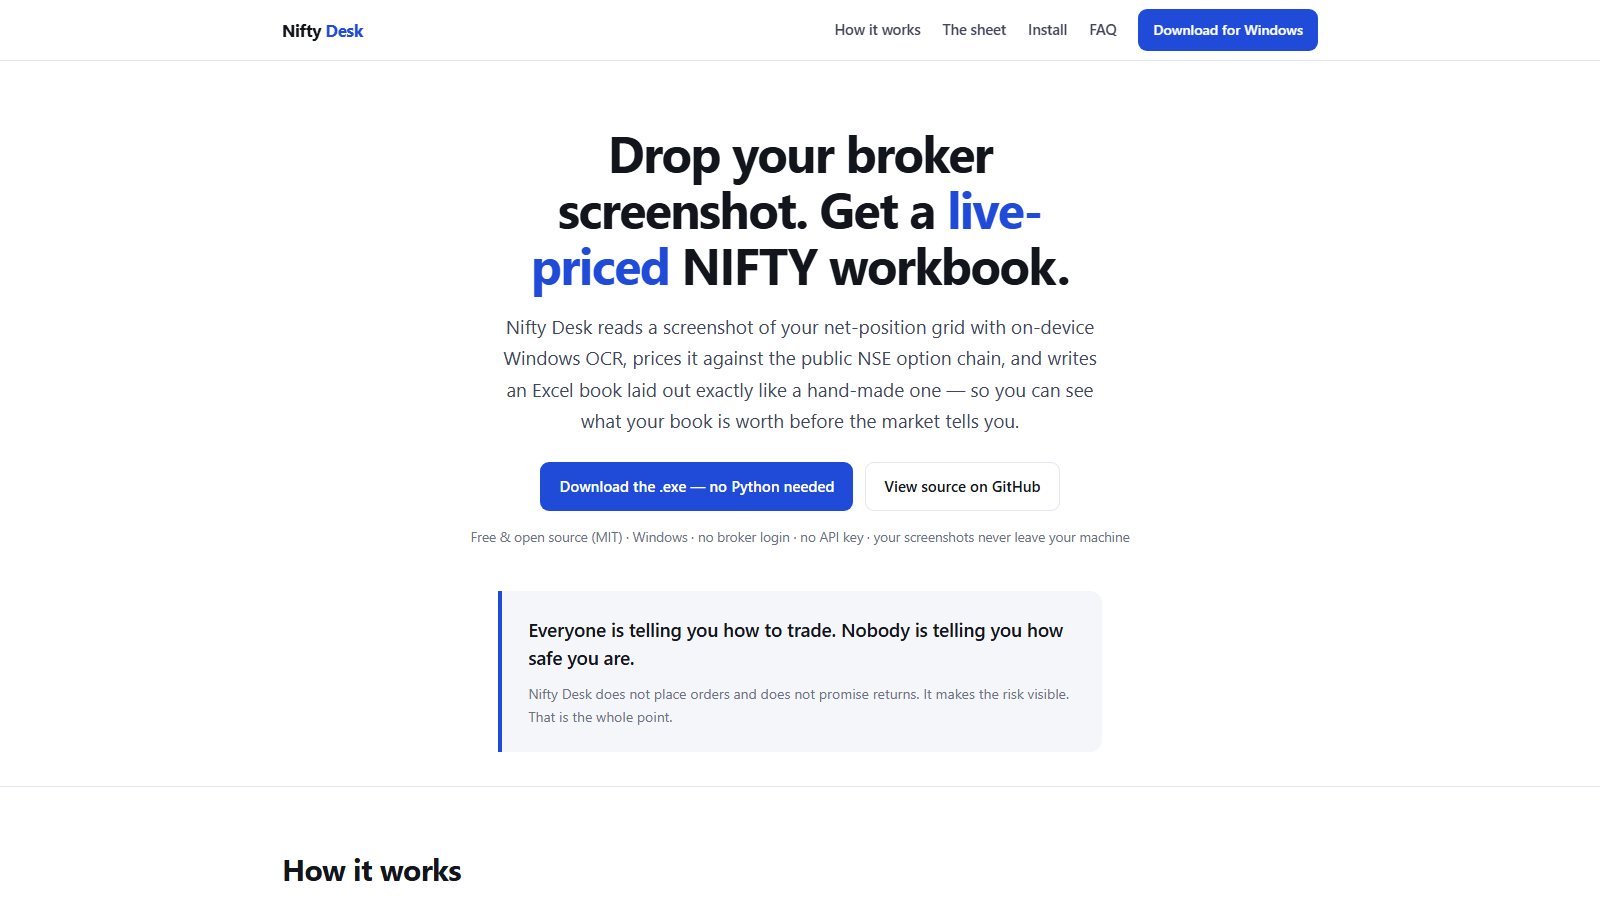 Nifty Desk
How it works
The sheet
Install
FAQ
Download for Windows
Drop your broker
screenshot. Get a live-
priced NIFTY workbook.
Nifty Desk reads a screenshot of your net-position grid with on-device
Windows OCR, prices it against the public NSE option chain, and writes
an Excel book laid out exactly like a hand-made one — so you can see
what your book is worth before the market tells you.
Download the .exe — no Python needed
View source on GitHub
Free & open source (MIT) · Windows · no broker login · no API key · your screenshots never leave your machine
Everyone is telling you how to trade. Nobody is telling you how
safe you are.
Nifty Desk does not place orders and does not promise returns. It makes the risk visible.
That is the whole point.
How it works